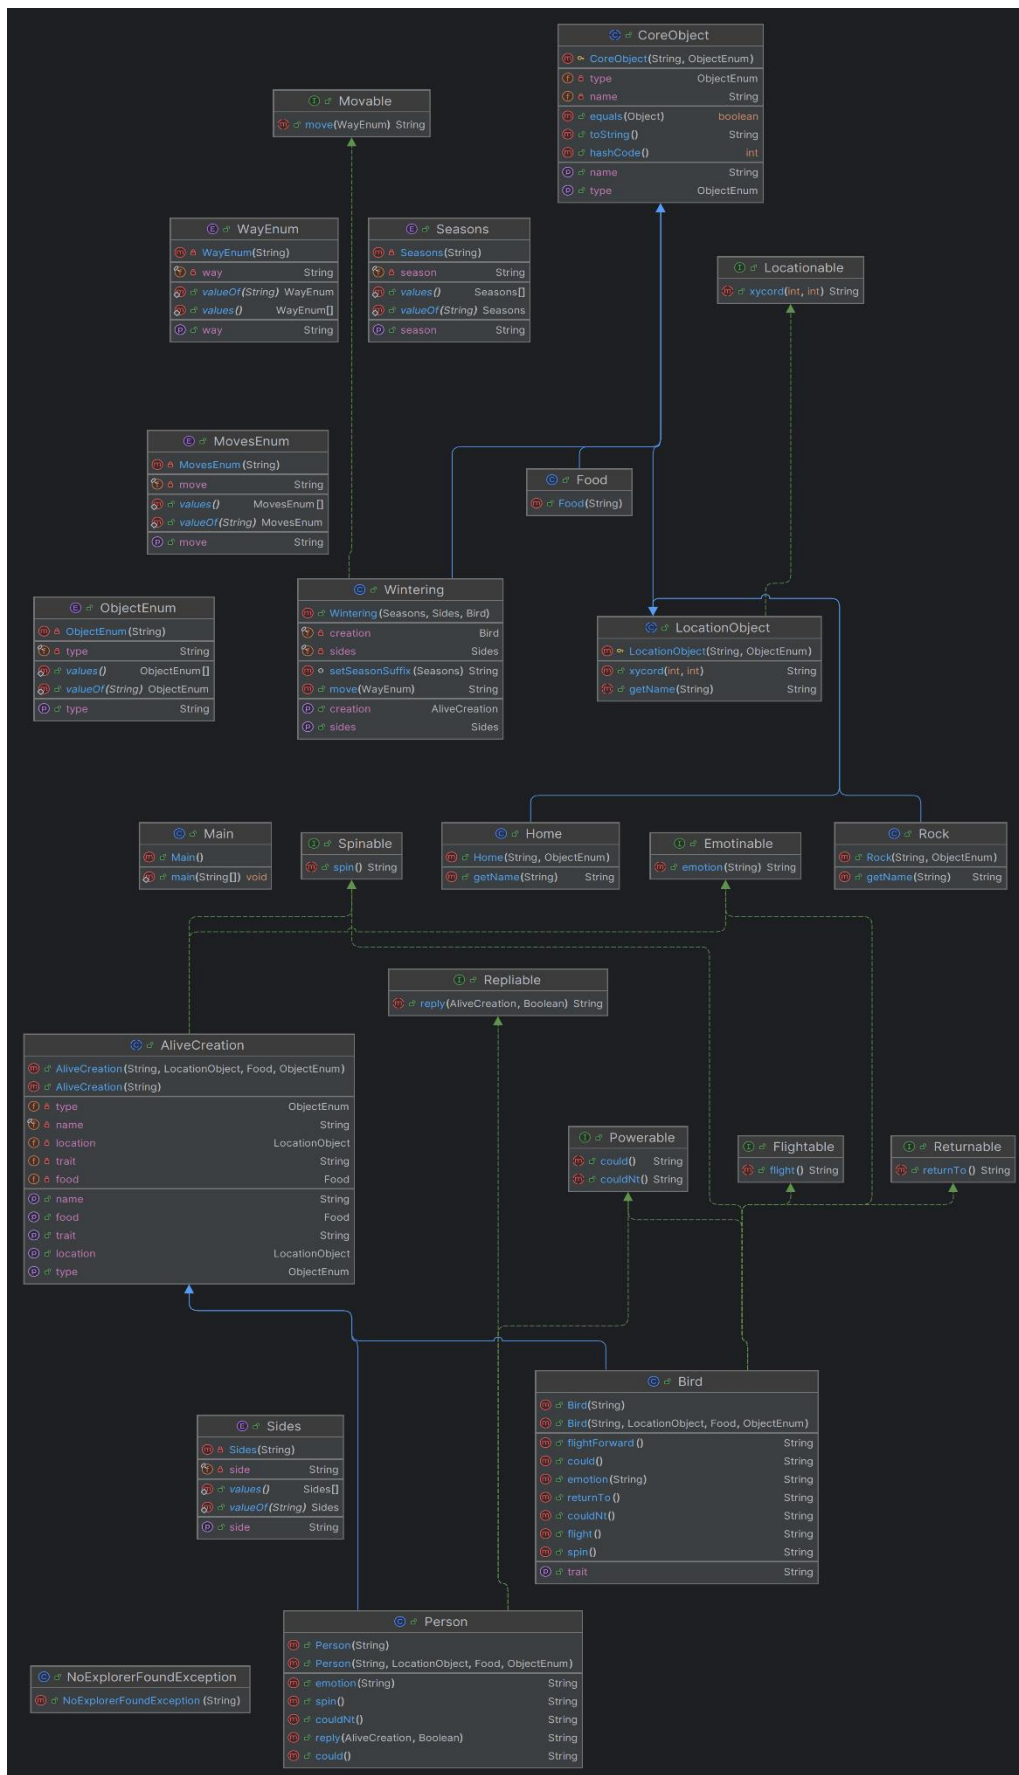 CoreObject
CoreObject(String, ObjectEnum)
type ObjectEnum
name String
equals(Object) boolean
toString() String
hashCode() int
name String
type ObjectEnum
Movable
move(WayEnum) String
WayEnum
WayEnum(String)
way String
valueOf(String) WayEnum
values() WayEnum[]
way String
Seasons
Seasons(String)
season String
values() Seasons[]
valueOf(String) Seasons
season String
Locationable
xycord(int, int) String
MovesEnum
MovesEnum(String)
move String
values() MovesEnum[]
valueOf(String) MovesEnum
move String
Food
Food(String)
ObjectEnum
ObjectEnum(String)
type String
values() ObjectEnum[]
valueOf(String) ObjectEnum
type String
Wintering
Wintering(Seasons, Sides, Bird)
creation Bird
sides Sides
setSeasonSuffix(Seasons) String
move(WayEnum) String
creation AliveCreation
sides Sides
LocationObject
LocationObject(String, ObjectEnum)
xycord(int, int) String
getName(String) String
Main
Main()
main(String[]) void
Spinable
spin() String
Home
Home(String, ObjectEnum)
getName(String) String
Emotinable
emotion(String) String
Rock
Rock(String, ObjectEnum)
getName(String) String
Repliable
reply(AliveCreation, Boolean) String
AliveCreation
AliveCreation(String, LocationObject, Food, ObjectEnum)
AliveCreation(String)
type ObjectEnum
name String
location LocationObject
trait String
food Food
name String
food Food
trait String
location LocationObject
type ObjectEnum
Powerable
could() String
couldNt() String
Flightable
flight() String
Returnable
returnTo() String
Bird
Bird(String)
Bird(String, LocationObject, Food, ObjectEnum)
flightForward() String
could() String
emotion(String) String
returnTo() String
couldNt() String
flight() String
spin() String
trait String
Sides
Sides(String)
side String
values() Sides[]
valueOf(String) Sides
side String
Person
Person(String)
Person(String, LocationObject, Food, ObjectEnum)
emotion(String) String
spin() String
couldNt() String
reply(AliveCreation, Boolean) String
could() String
NoExplorerFoundException
NoExplorerFoundException(String)